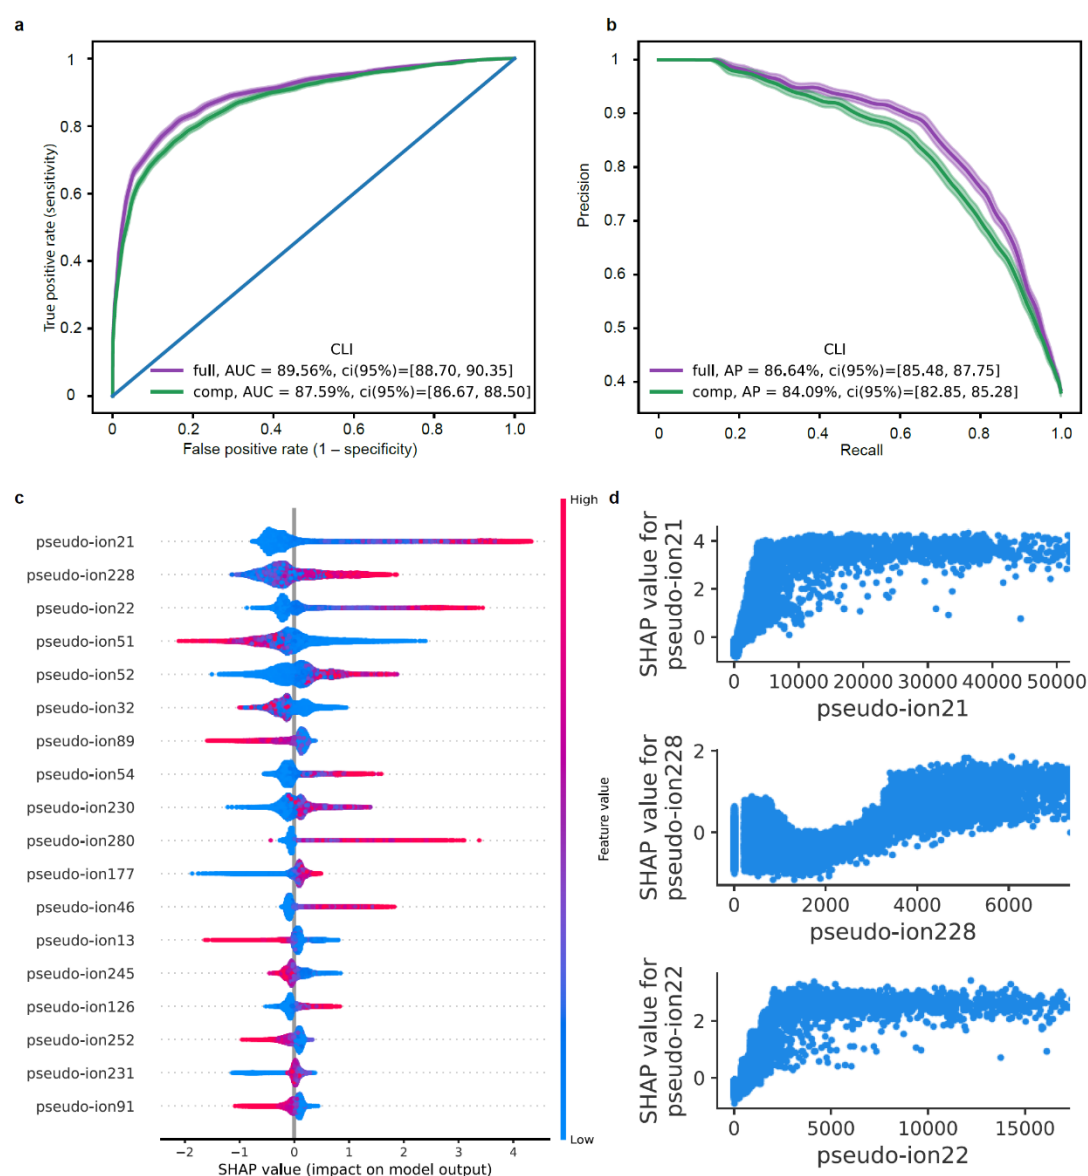 a
True positive rate (sensitivity)
1
0.8
0.6
0.4
0.2
0
CLI
full, AUC = 89.56%, ci(95%)=[88.70, 90.35]
comp, AUC = 87.59%, ci(95%)=[86.67, 88.50]
0 0.2 0.4 0.6 0.8 1.0
False positive rate (1 – specificity)
b
Precision
1
0.9
0.8
0.7
0.6
0.5
0.4
CLI
full, AP = 86.64%, ci(95%)=[85.48, 87.75]
comp, AP = 84.09%, ci(95%)=[82.85, 85.28]
0 0.2 0.4 0.6 0.8 1.0
Recall
c
pseudo-ion21
pseudo-ion228
pseudo-ion22
pseudo-ion51
pseudo-ion52
pseudo-ion32
pseudo-ion89
pseudo-ion54
pseudo-ion230
pseudo-ion280
pseudo-ion177
pseudo-ion46
pseudo-ion13
pseudo-ion245
pseudo-ion126
pseudo-ion252
pseudo-ion231
pseudo-ion91
−2 −1 0 1 2 3 4
SHAP value (impact on model output)
High
Feature value
Low
d
SHAP value for
pseudo-ion21
4
2
0
0 10000 20000 30000 40000 50000
pseudo-ion21
SHAP value for
pseudo-ion228
2
0
0 2000 4000 6000
pseudo-ion228
SHAP value for
pseudo-ion22
2
0
0 5000 10000 15000
pseudo-ion22